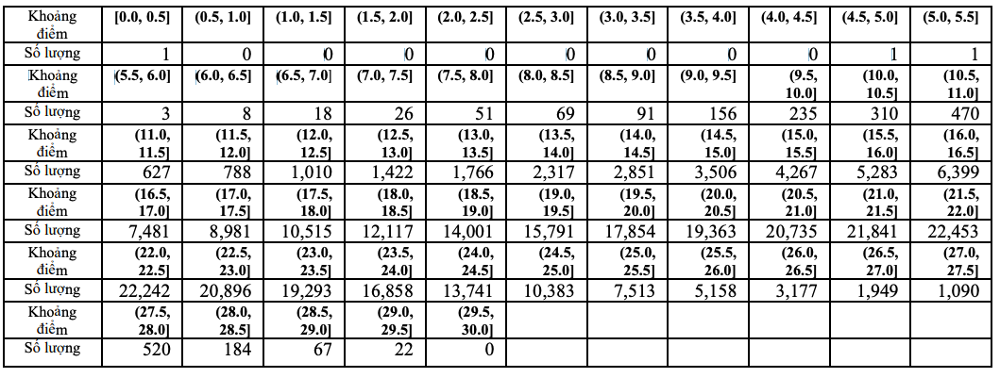 Khoảng điểm [0.0, 0.5] (0.5, 1.0] (1.0, 1.5] (1.5, 2.0] (2.0, 2.5] (2.5, 3.0] (3.0, 3.5] (3.5, 4.0] (4.0, 4.5] (4.5, 5.0] (5.0, 5.5]
Số lượng 1 0 0 0 0 0 0 0 0 1 1
Khoảng điểm (5.5, 6.0] (6.0, 6.5] (6.5, 7.0] (7.0, 7.5] (7.5, 8.0] (8.0, 8.5] (8.5, 9.0] (9.0, 9.5] (9.5, 10.0] (10.0, 10.5] (10.5, 11.0]
Số lượng 3 8 18 26 51 69 91 156 235 310 470
Khoảng điểm (11.0, 11.5] (11.5, 12.0] (12.0, 12.5] (12.5, 13.0] (13.0, 13.5] (13.5, 14.0] (14.0, 14.5] (14.5, 15.0] (15.0, 15.5] (15.5, 16.0] (16.0, 16.5]
Số lượng 627 788 1,010 1,422 1,766 2,317 2,851 3,506 4,267 5,283 6,399
Khoảng điểm (16.5, 17.0] (17.0, 17.5] (17.5, 18.0] (18.0, 18.5] (18.5, 19.0] (19.0, 19.5] (19.5, 20.0] (20.0, 20.5] (20.5, 21.0] (21.0, 21.5] (21.5, 22.0]
Số lượng 7,481 8,981 10,515 12,117 14,001 15,791 17,854 19,363 20,735 21,841 22,453
Khoảng điểm (22.0, 22.5] (22.5, 23.0] (23.0, 23.5] (23.5, 24.0] (24.0, 24.5] (24.5, 25.0] (25.0, 25.5] (25.5, 26.0] (26.0, 26.5] (26.5, 27.0] (27.0, 27.5]
Số lượng 22,242 20,896 19,293 16,858 13,741 10,383 7,513 5,158 3,177 1,949 1,090
Khoảng điểm (27.5, 28.0] (28.0, 28.5] (28.5, 29.0] (29.0, 29.5] (29.5, 30.0]
Số lượng 520 184 67 22 0